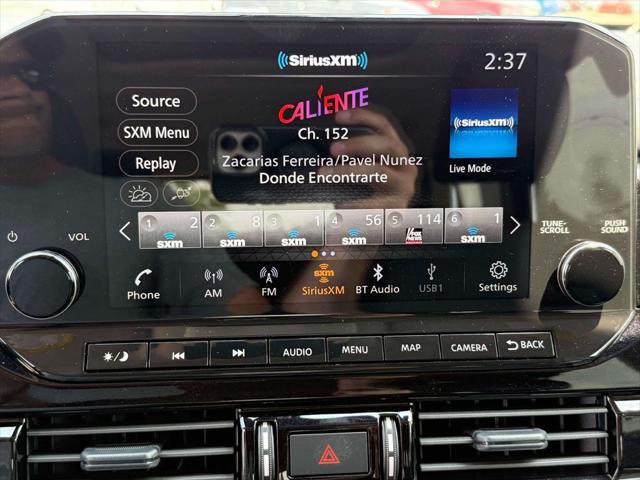 ((SiriusXM))
2:37
Source
CALIENTE
Ch. 152
SXM Menu
((SiriusXM))
Replay
Zacarias Ferreira/Pavel Nunez
Donde Encontrarte
Live Mode
1 2 2 8 3 1 4 56 5 114 6 1
sxm sxm sxm sxm FOX NEWS sxm
VOL
TUNE-SCROLL
PUSH SOUND
Phone AM FM SiriusXM BT Audio USB1 Settings
AUDIO MENU MAP CAMERA BACK